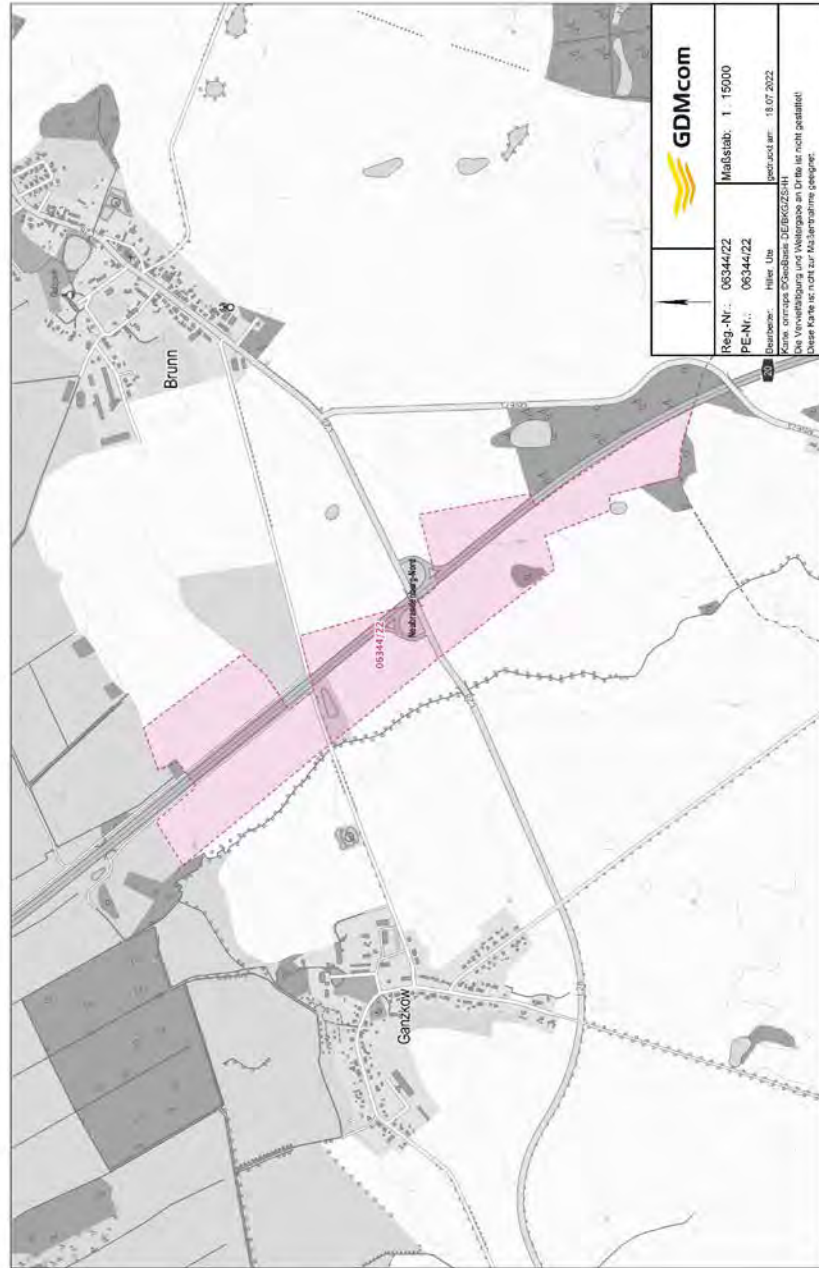 Brunn
Ganzkow
Neubrandenburg-Nord
06344/22
20
GDMcom
Reg.-Nr.: 06344/22
Maßstab: 1 : 15000
PE-Nr.: 06344/22
Bearbeiter: Hiller, Ute
gedruckt am: 18.07.2022
Karte: onmaps ©GeoBasis-DE/BKG/ZSHH
Die Vervielfältigung und Weitergabe an Dritte ist nicht gestattet!
Diese Karte ist nicht zur Maßentnahme geeignet.